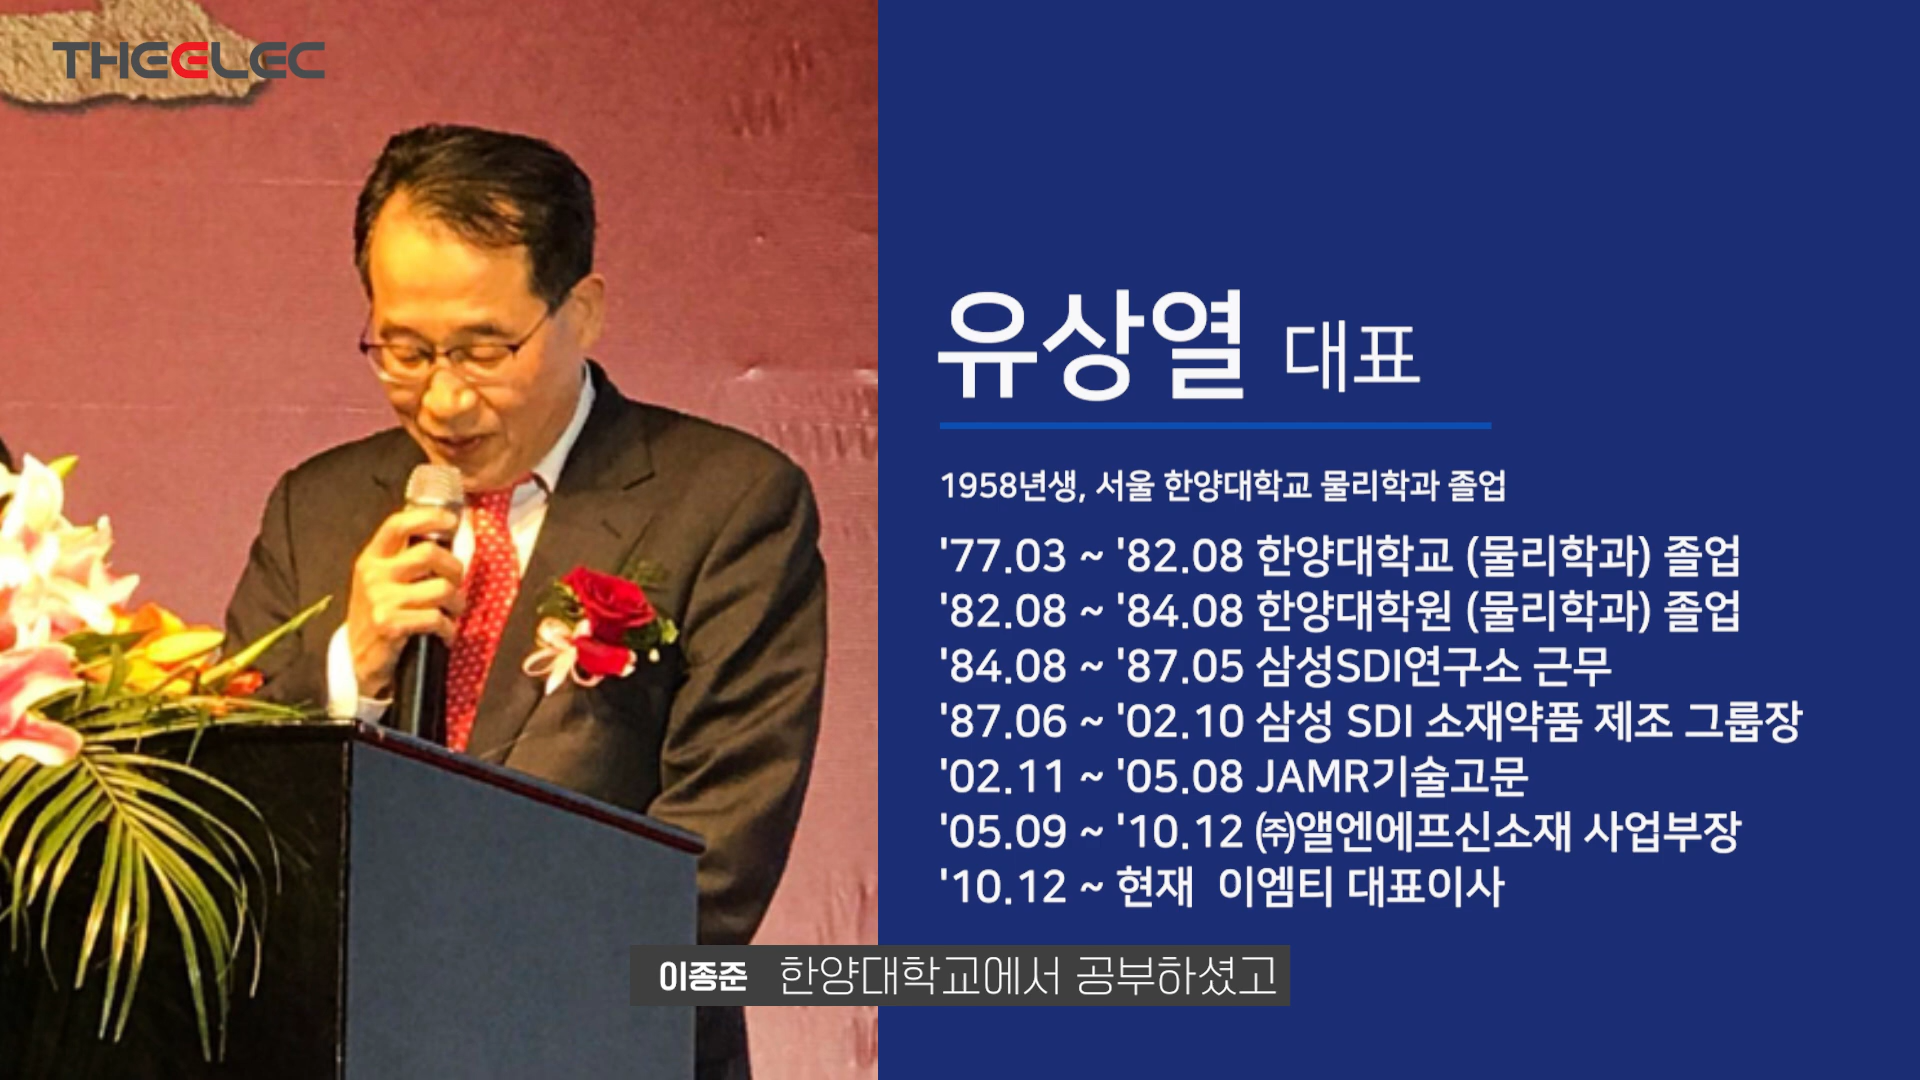 THEELEC
유상열 대표
1958년생, 서울 한양대학교 물리학과 졸업
'77.03 ~ '82.08 한양대학교 (물리학과) 졸업
'82.08 ~ '84.08 한양대학원 (물리학과) 졸업
'84.08 ~ '87.05 삼성SDI연구소 근무
'87.06 ~ '02.10 삼성 SDI 소재약품 제조 그룹장
'02.11 ~ '05.08 JAMR기술고문
'05.09 ~ '10.12 ㈜앨엔에프신소재 사업부장
'10.12 ~ 현재 이엠티 대표이사
이종준 한양대학교에서 공부하셨고